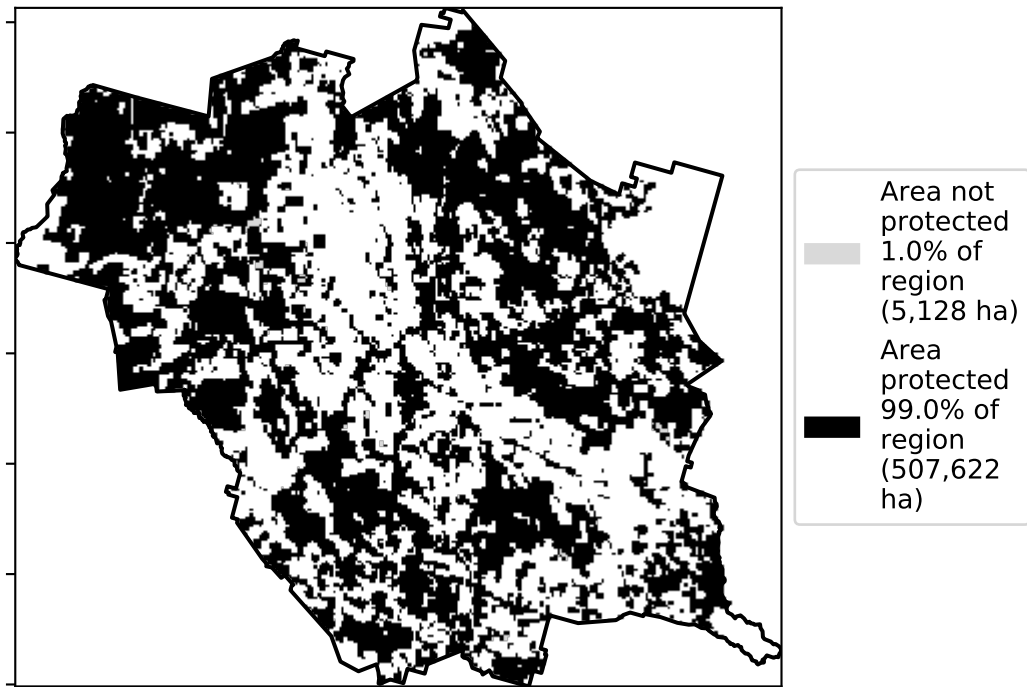 Area not
protected
1.0% of
region
(5,128 ha)
Area
protected
99.0% of
region
(507,622
ha)